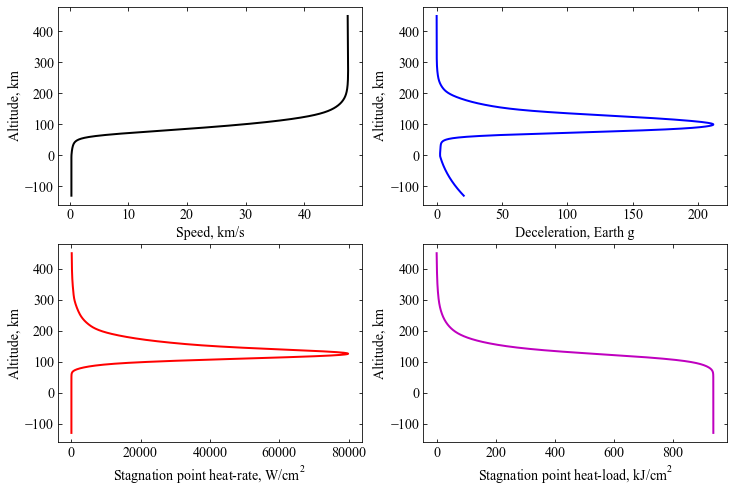 400
300
200
100
0
−100
Altitude, km
0 10 20 30 40
Speed, km/s
400
300
200
100
0
−100
Altitude, km
0 50 100 150 200
Deceleration, Earth g
400
300
200
100
0
−100
Altitude, km
0 20000 40000 60000 80000
Stagnation point heat-rate, W/cm²
400
300
200
100
0
−100
Altitude, km
0 200 400 600 800
Stagnation point heat-load, kJ/cm²